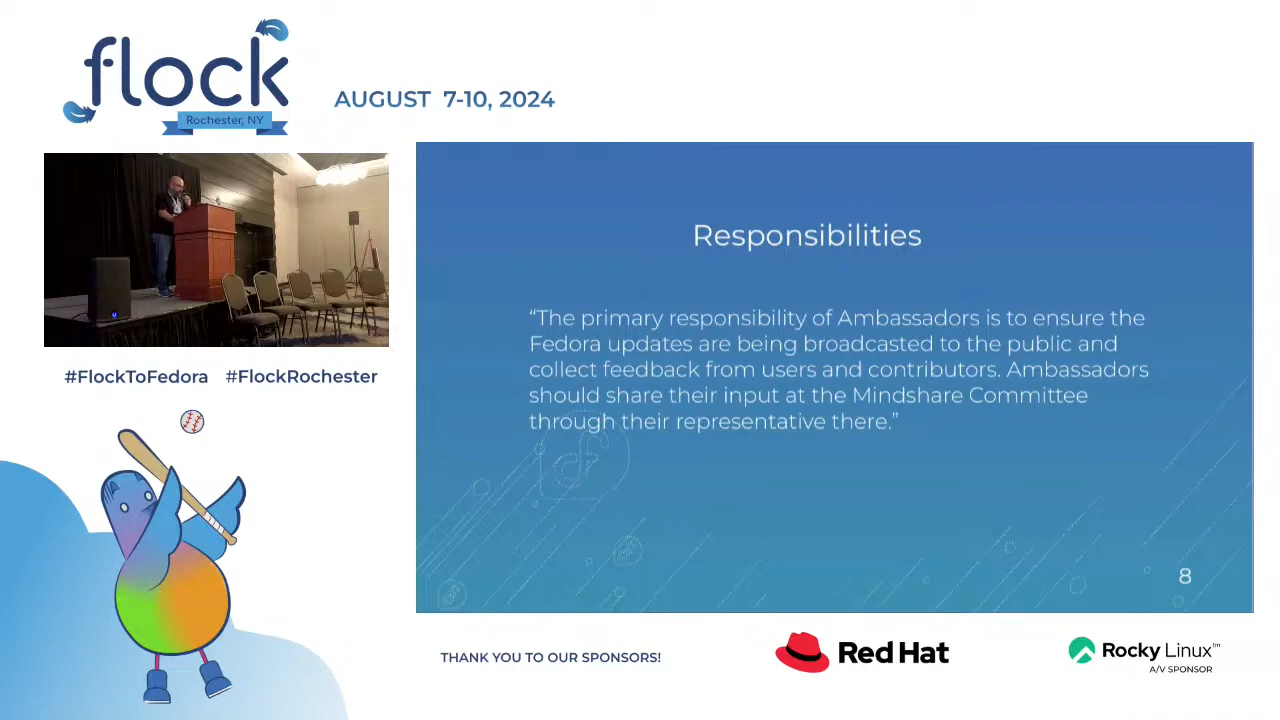 flock
Rochester, NY
AUGUST 7-10, 2024
#FlockToFedora #FlockRochester
Responsibilities
“The primary responsibility of Ambassadors is to ensure the
Fedora updates are being broadcasted to the public and
collect feedback from users and contributors. Ambassadors
should share their input at the Mindshare Committee
through their representative there.”
8
THANK YOU TO OUR SPONSORS!
Red Hat
Rocky Linux™
A/V SPONSOR